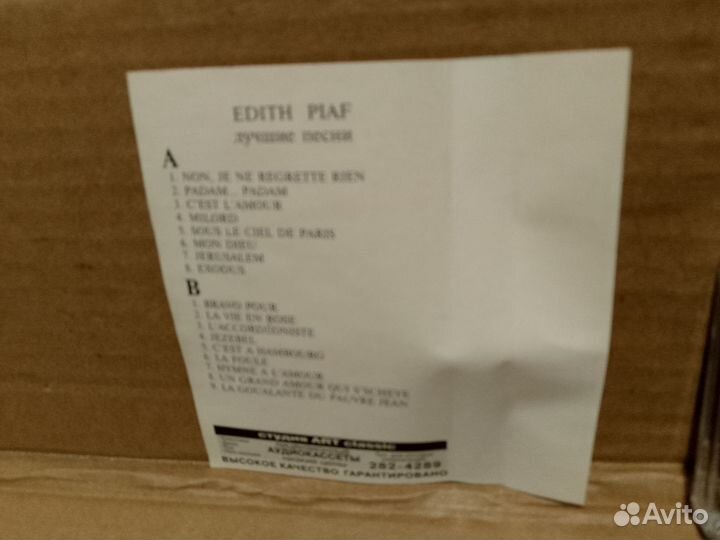 EDITH PIAF
лучшие песни
A
1. NON, JE NE REGRETTE RIEN
2. PADAM... PADAM
3. C'EST L'AMOUR
4. MILORD
5. SOUS LE CIEL DE PARIS
6. MON DIEU
7. JERUSALEM
8. EXODUS
B
1. BRAVO POUR
2. LA VIE EN ROSE
3. L'ACCORDEONISTE
4. JEZEBEL
5. C'EST A HAMBOURG
6. LA FOULE
7. HYMNE A L'AMOUR
8. UN GRAND AMOUR QUI S'ACHEVE
9. LA GOUALANTE DU PAUVRE JEAN
студия ART classic
АУДИОКАССЕТЫ
282-4289
ВЫСОКОЕ КАЧЕСТВО ГАРАНТИРОВАНО
Avito